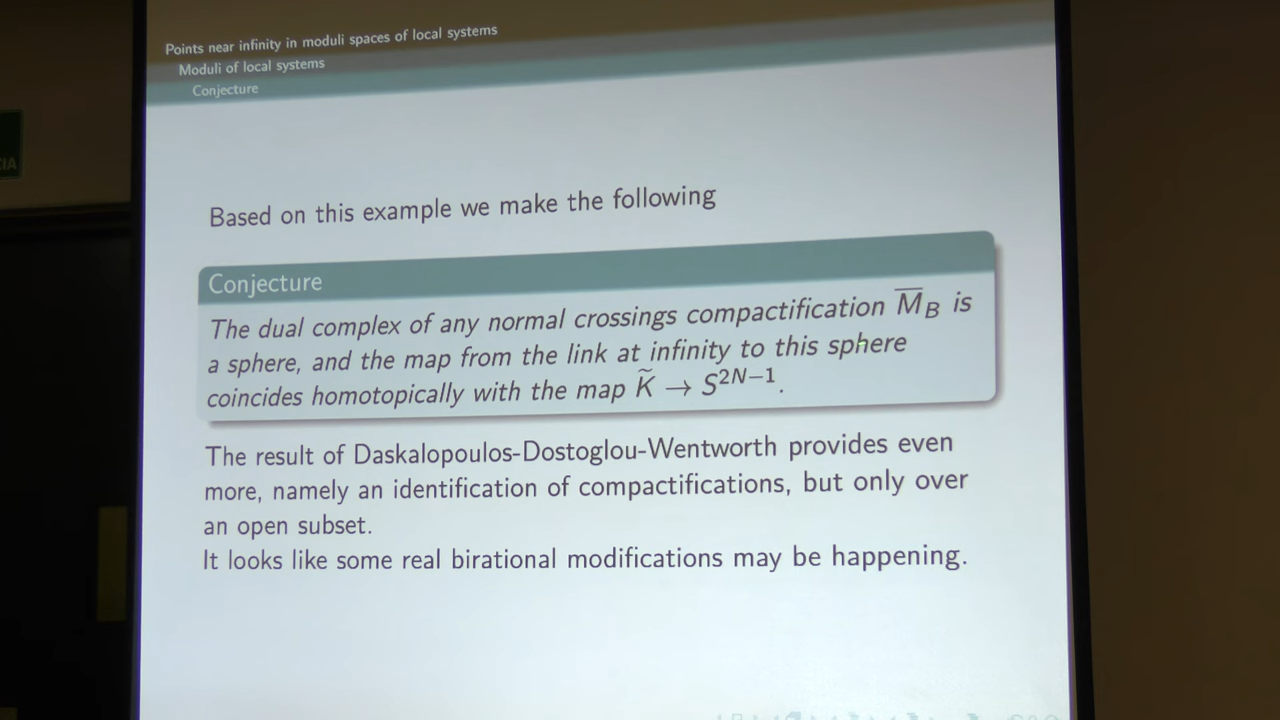 Points near infinity in moduli spaces of local systems
Moduli of local systems
Conjecture
CIA
Based on this example we make the following
Conjecture
The dual complex of any normal crossings compactification M̅_B is
a sphere, and the map from the link at infinity to this sphere
coincides homotopically with the map K̃ → S^{2N−1}.
The result of Daskalopoulos-Dostoglou-Wentworth provides even
more, namely an identification of compactifications, but only over
an open subset.
It looks like some real birational modifications may be happening.